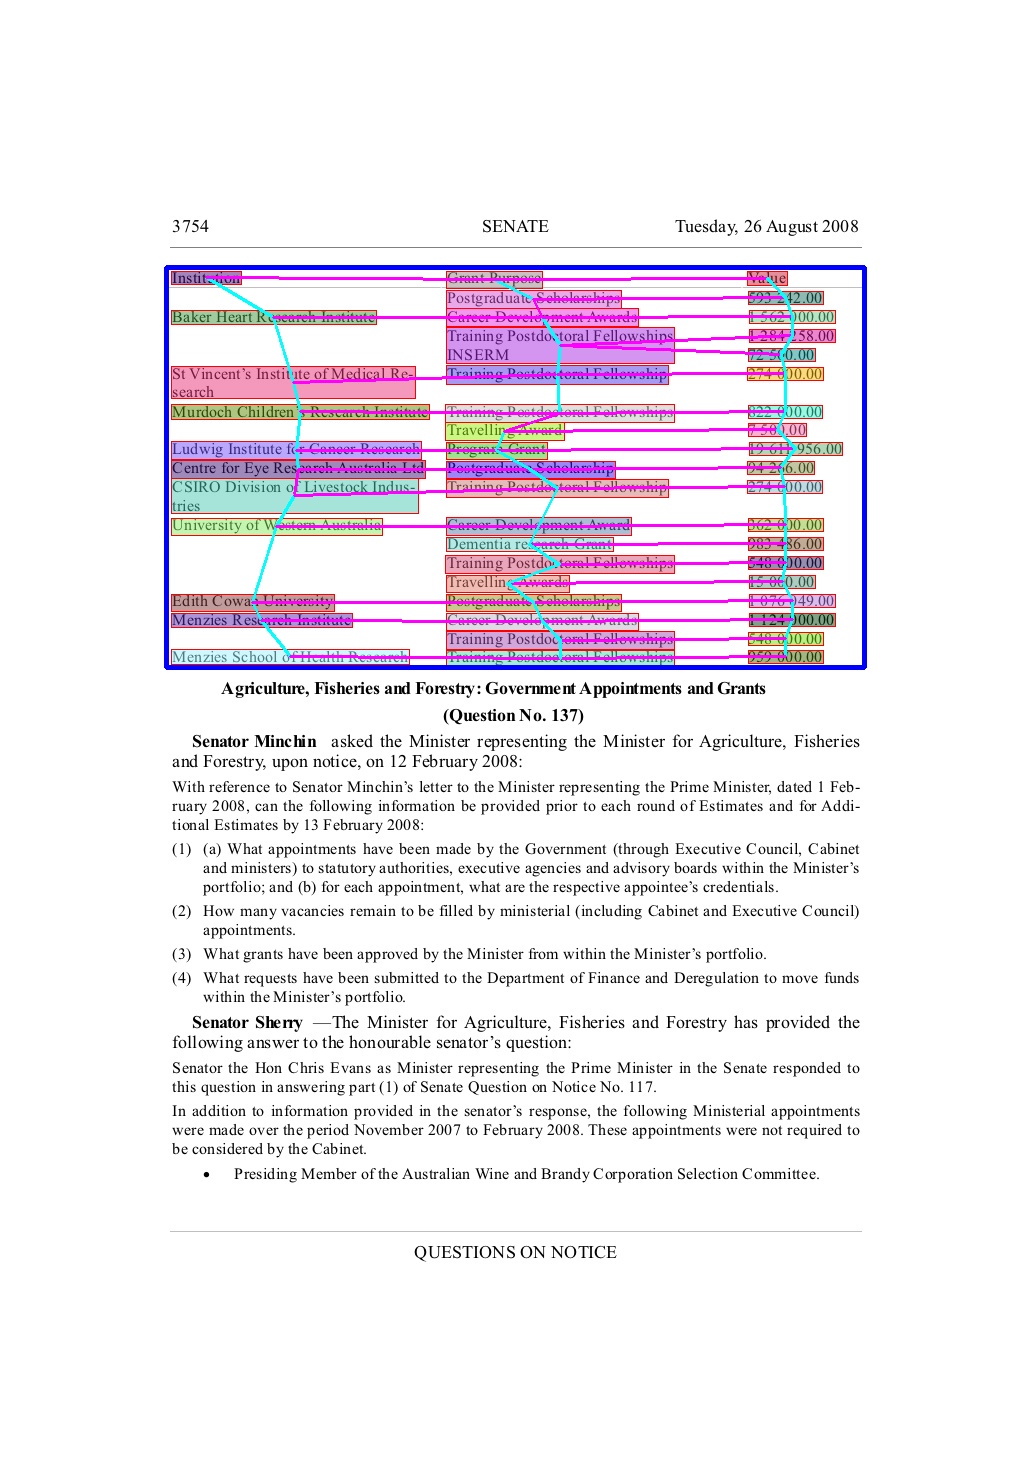 3754 SENATE Tuesday, 26 August 2008
Institution Grant Purpose Value
Postgraduate Scholarships 593 242.00
Baker Heart Research Institute Career Development Awards 1 562 000.00
Training Postdoctoral Fellowships 1 284 258.00
INSERM 72 500.00
St Vincent’s Institute of Medical Re- Training Postdoctoral Fellowship 274 000.00
search
Murdoch Children’s Research Institute Training Postdoctoral Fellowships 822 000.00
Travelling Award 7 500.00
Ludwig Institute for Cancer Research Program Grant 19 611 956.00
Centre for Eye Research Australia Ltd Postgraduate Scholarship 94 266.00
CSIRO Division of Livestock Indus- Training Postdoctoral Fellowship 274 000.00
tries
University of Western Australia Career Development Award 362 000.00
Dementia research Grant 983 486.00
Training Postdoctoral Fellowships 548 000.00
Travelling Awards 15 000.00
Edith Cowan University Postgraduate Scholarships 1 076 049.00
Menzies Research Institute Career Development Awards 1 124 000.00
Training Postdoctoral Fellowships 548 000.00
Menzies School of Health Research Training Postdoctoral Fellowships 959 000.00
Agriculture, Fisheries and Forestry: Government Appointments and Grants
(Question No. 137)
Senator Minchin asked the Minister representing the Minister for Agriculture, Fisheries
and Forestry, upon notice, on 12 February 2008:
With reference to Senator Minchin’s letter to the Minister representing the Prime Minister, dated 1 Feb-
ruary 2008, can the following information be provided prior to each round of Estimates and for Addi-
tional Estimates by 13 February 2008:
(1) (a) What appointments have been made by the Government (through Executive Council, Cabinet
and ministers) to statutory authorities, executive agencies and advisory boards within the Minister’s
portfolio; and (b) for each appointment, what are the respective appointee’s credentials.
(2) How many vacancies remain to be filled by ministerial (including Cabinet and Executive Council)
appointments.
(3) What grants have been approved by the Minister from within the Minister’s portfolio.
(4) What requests have been submitted to the Department of Finance and Deregulation to move funds
within the Minister’s portfolio.
Senator Sherry —The Minister for Agriculture, Fisheries and Forestry has provided the
following answer to the honourable senator’s question:
Senator the Hon Chris Evans as Minister representing the Prime Minister in the Senate responded to
this question in answering part (1) of Senate Question on Notice No. 117.
In addition to information provided in the senator’s response, the following Ministerial appointments
were made over the period November 2007 to February 2008. These appointments were not required to
be considered by the Cabinet.
• Presiding Member of the Australian Wine and Brandy Corporation Selection Committee.
QUESTIONS ON NOTICE